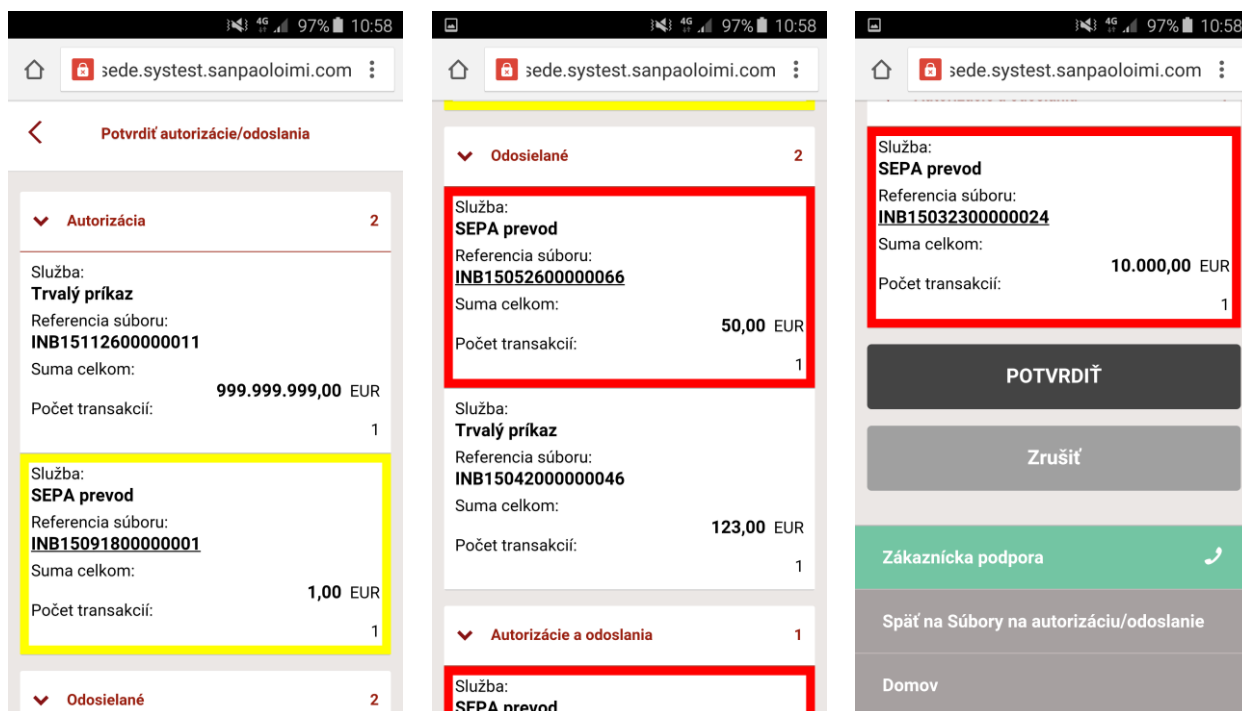 4G 97% 10:58
sede.systest.sanpaoloimi.com
Potvrdiť autorizácie/odoslania
Autorizácia 2
Služba:
Trvalý príkaz
Referencia súboru:
INB15112600000011
Suma celkom:
999.999.999,00 EUR
Počet transakcií:
1
Služba:
SEPA prevod
Referencia súboru:
INB15091800000001
Suma celkom:
1,00 EUR
Počet transakcií:
1
Odosielané 2
4G 97% 10:58
sede.systest.sanpaoloimi.com
Odosielané 2
Služba:
SEPA prevod
Referencia súboru:
INB15052600000066
Suma celkom:
50,00 EUR
Počet transakcií:
1
Služba:
Trvalý príkaz
Referencia súboru:
INB15042000000046
Suma celkom:
123,00 EUR
Počet transakcií:
1
Autorizácie a odoslania 1
Služba:
SEPA prevod
4G 97% 10:58
sede.systest.sanpaoloimi.com
Služba:
SEPA prevod
Referencia súboru:
INB15032300000024
Suma celkom:
10.000,00 EUR
Počet transakcií:
1
POTVRDIŤ
Zrušiť
Zákaznícka podpora
Späť na Súbory na autorizáciu/odoslanie
Domov